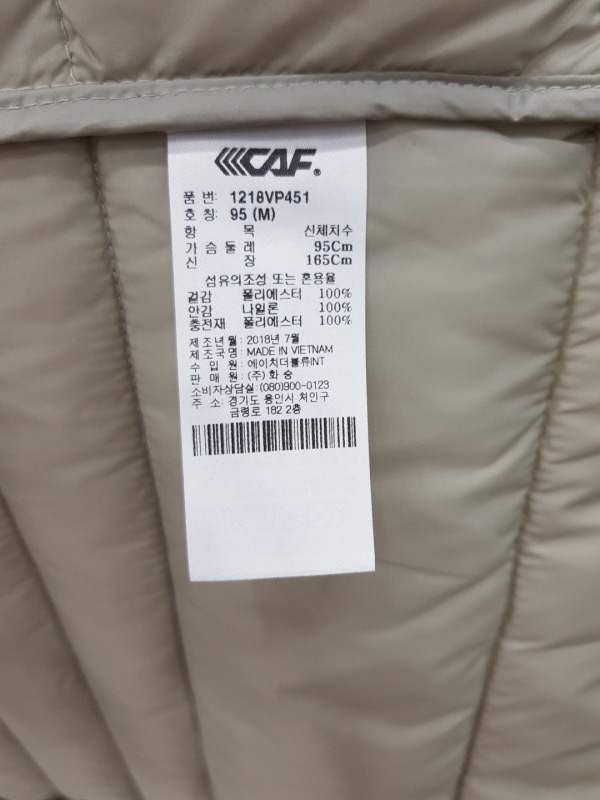 CAF®
품 번: 1218VP451
호 칭: 95 (M)
항 목 신체치수
가 슴 둘 레 95Cm
신 장 165Cm
섬유의조성 또는 혼용율
겉감 폴리에스터 100%
안감 나일론 100%
충전재 폴리에스터 100%
제 조 년 월 : 2018년 7월
제 조 국 명 : MADE IN VIETNAM
수 입 원 : 에이치더블류INT
판 매 원 : (주) 화 승
소비자상담실: (080)900-0123
주 소: 경기도 용인시 처인구
금령로 182 2층